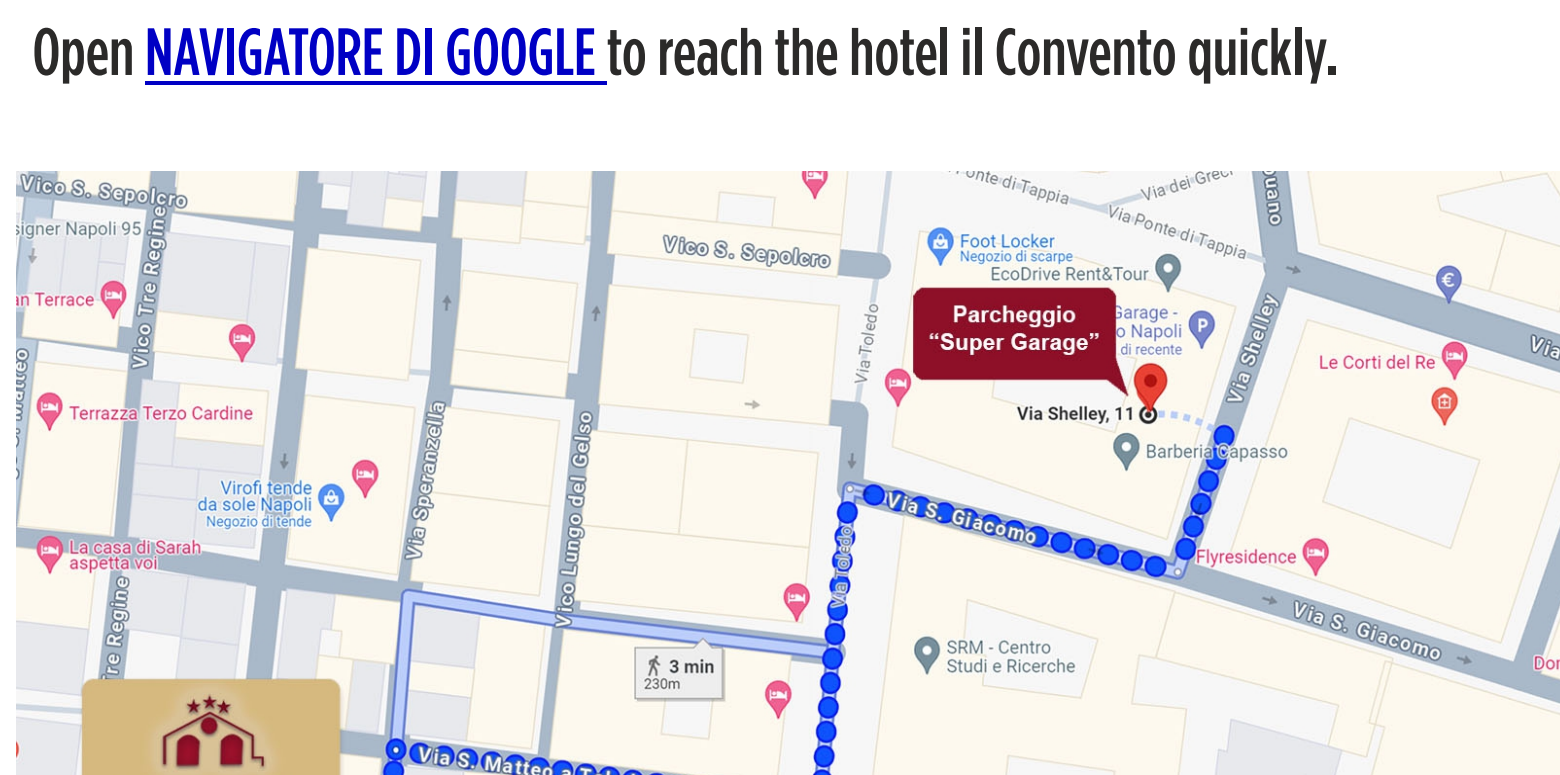 Open NAVIGATORE DI GOOGLE to reach the hotel il Convento quickly.
Vico S. Sepolcro
Ponte di Tappia
Via dei Greci
Via Ponte di Tappia
Napoli 95
Vico Tre Regine
Foot Locker
Negozio di scarpe
Vico S. Sepolcro
EcoDrive Rent&Tour
Terrace
Parcheggio
“Super Garage”
Garage -
Napoli
di recente
P
€
Via Toledo
Via Shelley
Via
Le Corti del Re
Terrazza Terzo Cardine
Via Shelley, 11
Barberia Capasso
Via Speranzella
Vico Lungo del Gelso
Virofi tende
da sole Napoli
Negozio di tende
Via S. Giacomo
La casa di Sarah
aspetta voi
Flyresidence
Via Toledo
Regine
Via S. Giacomo
3 min
230m
SRM - Centro
Studi e Ricerche
Via S. Matteo a